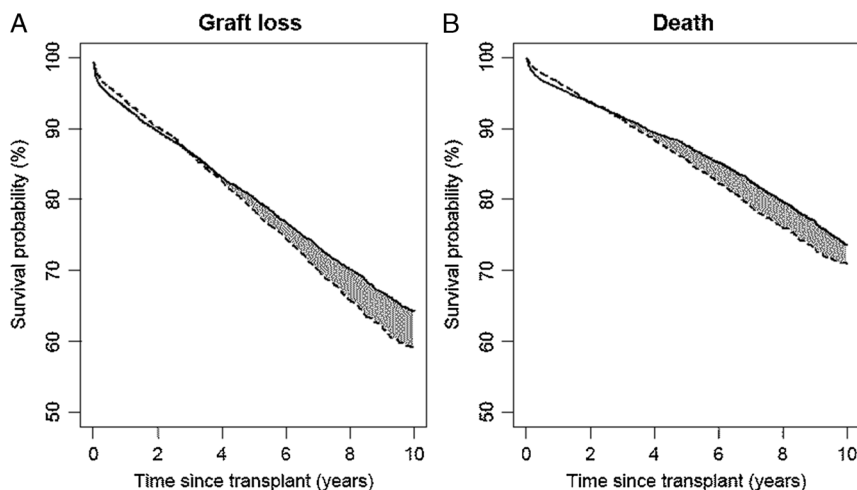 A
Graft loss
Survival probability (%)
100
90
80
70
60
50
0 2 4 6 8 10
Time since transplant (years)
B
Death
Survival probability (%)
100
90
80
70
60
50
0 2 4 6 8 10
Time since transplant (years)